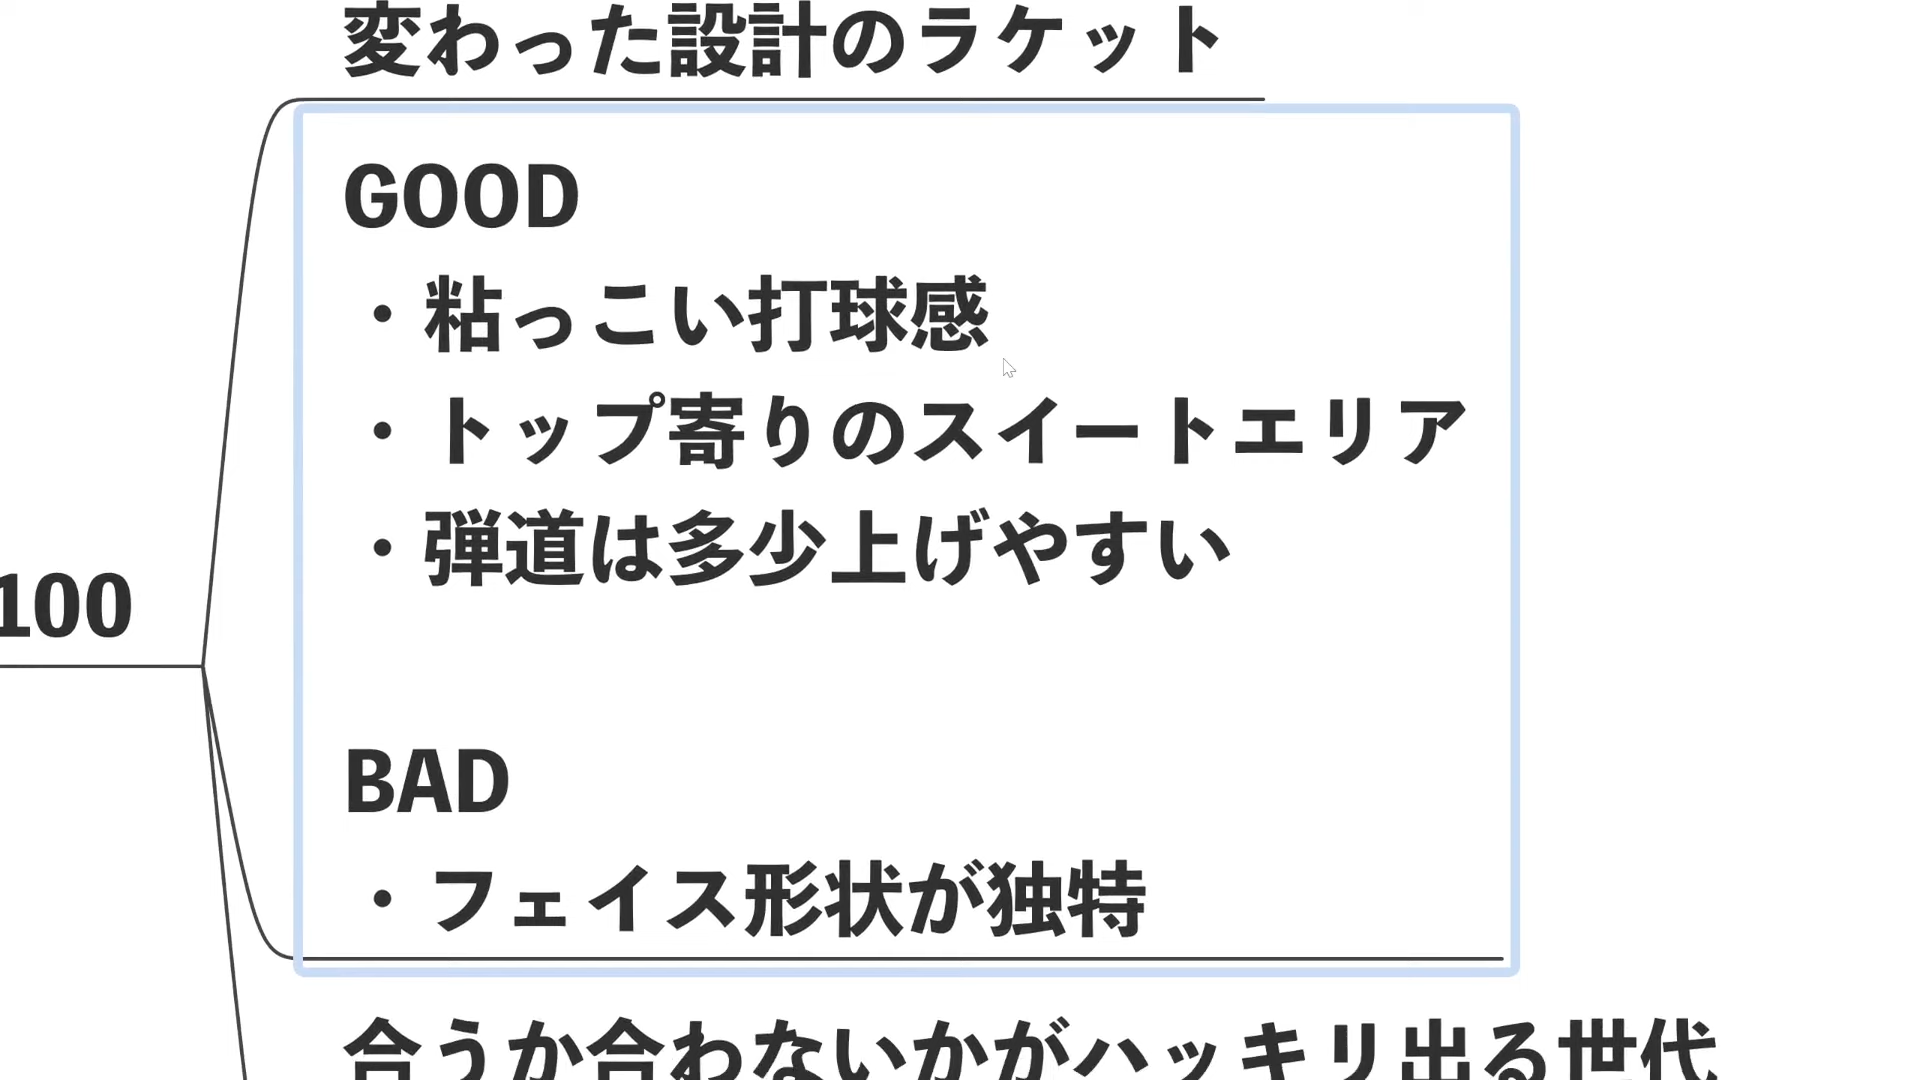 変わった設計のラケット
GOOD
・粘っこい打球感
・トップ寄りのスイートエリア
・弾道は多少上げやすい
100
BAD
・フェイス形状が独特
合うか合わないかがハッキリ出る世代